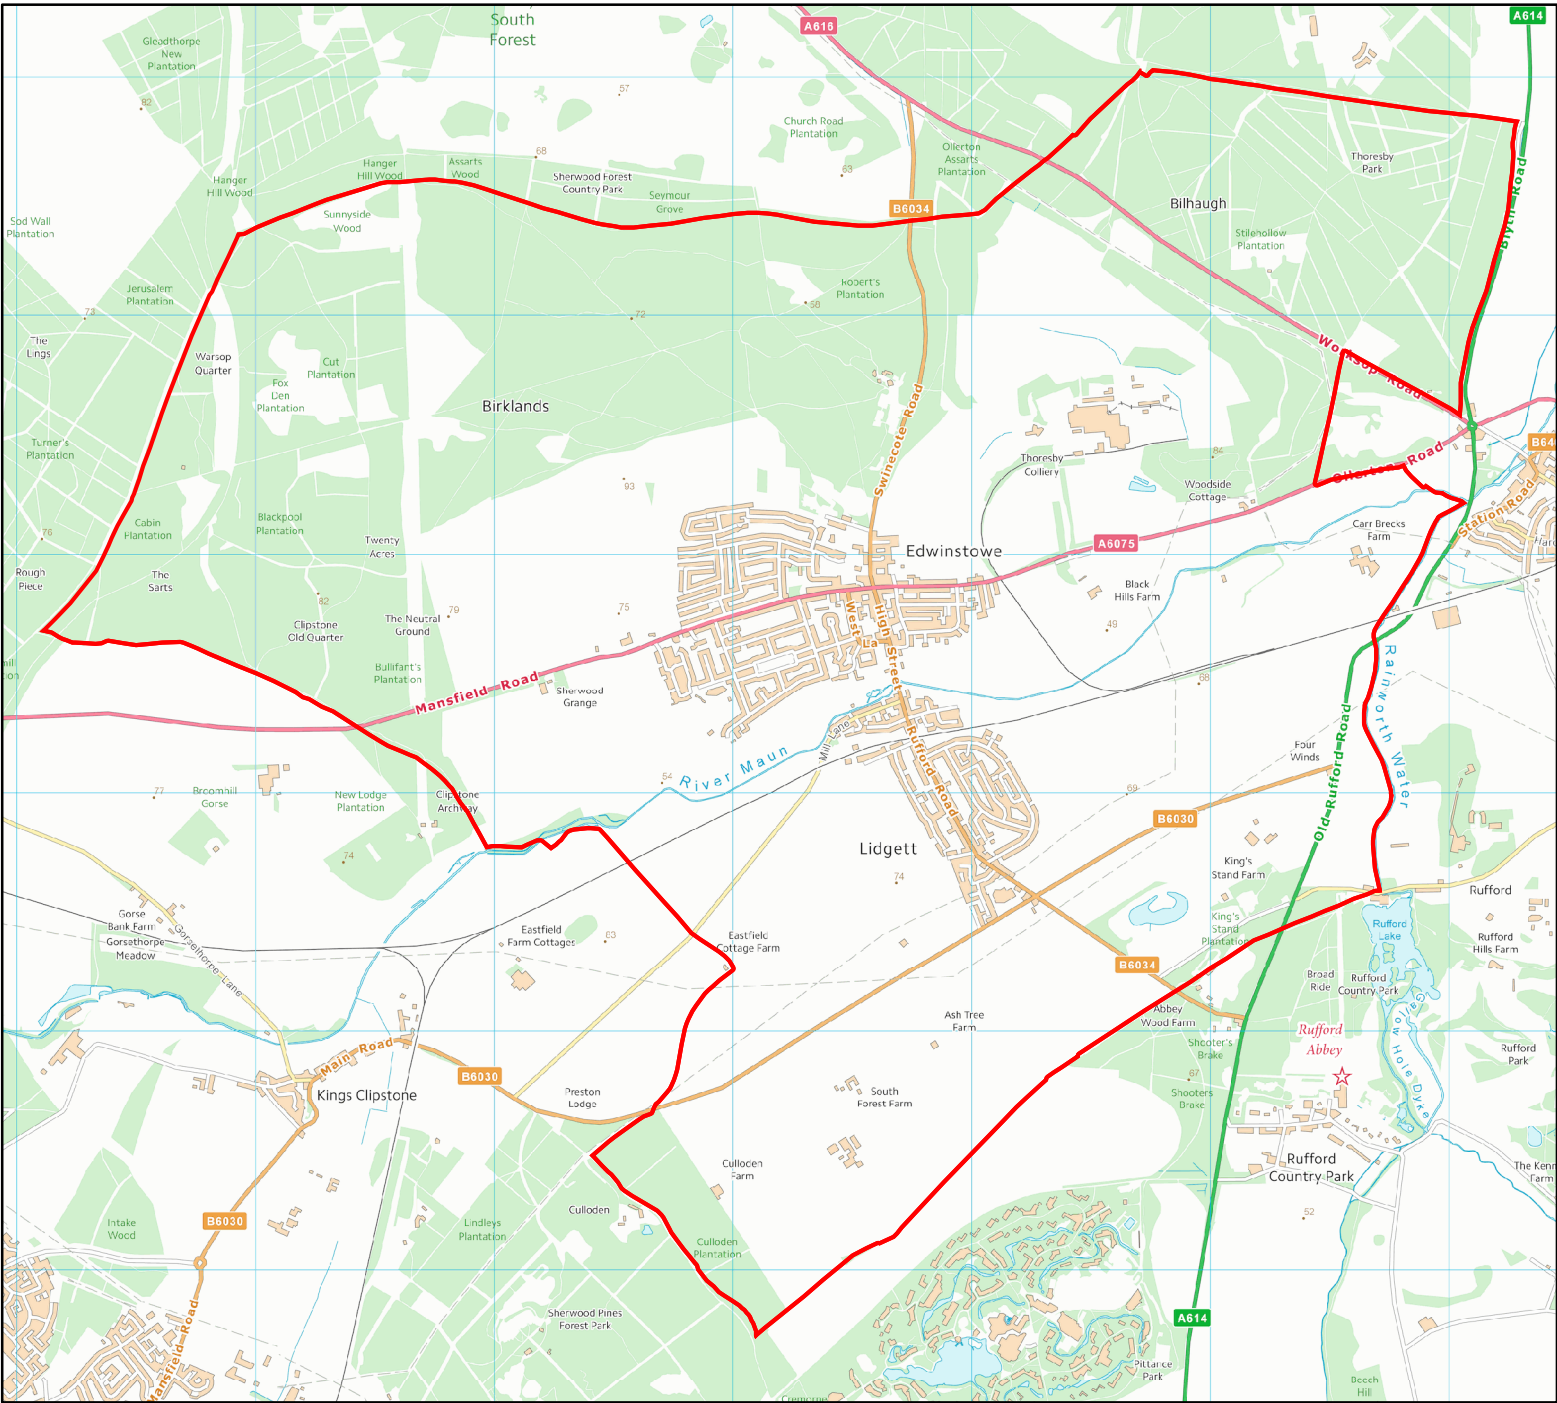 South
Forest
A616
A614
Gleadthorpe
New
Plantation
82
57
Church Road
Plantation
68
63
Ollerton
Assarts
Plantation
Thoresby
Park
Hanger
Hill Wood
Assarts
Wood
Hanger
Hill Wood
Sherwood Forest
Country Park
Seymour
Grove
B6034
Bilhaugh
Blyth Road
Sunnyside
Wood
Sod Wall
Plantation
Stilehollow
Plantation
Jerusalem
Plantation
Robert's
Plantation
58
73
72
The
Lings
Warsop
Quarter
Cut
Plantation
Fox
Den
Plantation
Worksop Road
Birklands
Swinecote Road
Turner's
Plantation
Thoresby
Colliery
84
Ollerton Road
B64
93
Woodside
Cottage
Station Road
76
Cabin
Plantation
Blackpool
Plantation
Twenty
Acres
Edwinstowe
A6075
Carr Brecks
Farm
Rough
Piece
The
Sarts
82
79
75
Black
Hills Farm
Clipstone
Old Quarter
The Neutral
Ground
West La
High Street
49
Bullifant's
Plantation
Mansfield Road
Sherwood
Grange
68
Rainworth Water
Mill Lane
Rufford Road
Four
Winds
River Maun
54
69
77
Broomhill
Gorse
New Lodge
Plantation
Clipstone
Archway
B6030
Old Rufford Road
74
Lidgett
74
King's
Stand Farm
Rufford
Gorse
Bank Farm
Gorsethorpe
Meadow
Gorsethorpe Lane
Eastfield
Farm Cottages
63
Eastfield
Cottage Farm
King's
Stand
Plantation
Rufford
Lake
Rufford
Hills Farm
B6034
Broad
Ride
Rufford
Country Park
Gallow Hole Dyke
Ash Tree
Farm
Abbey
Wood Farm
Rufford
Abbey
Shooter's
Brake
Rufford
Park
Main Road
B6030
67
Kings Clipstone
Preston
Lodge
South
Forest Farm
Shooters
Brake
Culloden
Farm
Rufford
Country Park
The Kenn
Farm
Culloden
52
Intake
Wood
B6030
Lindleys
Plantation
Culloden
Plantation
Sherwood Pines
Forest Park
A614
Mansfield Road
Pittance
Park
Beech
Hill